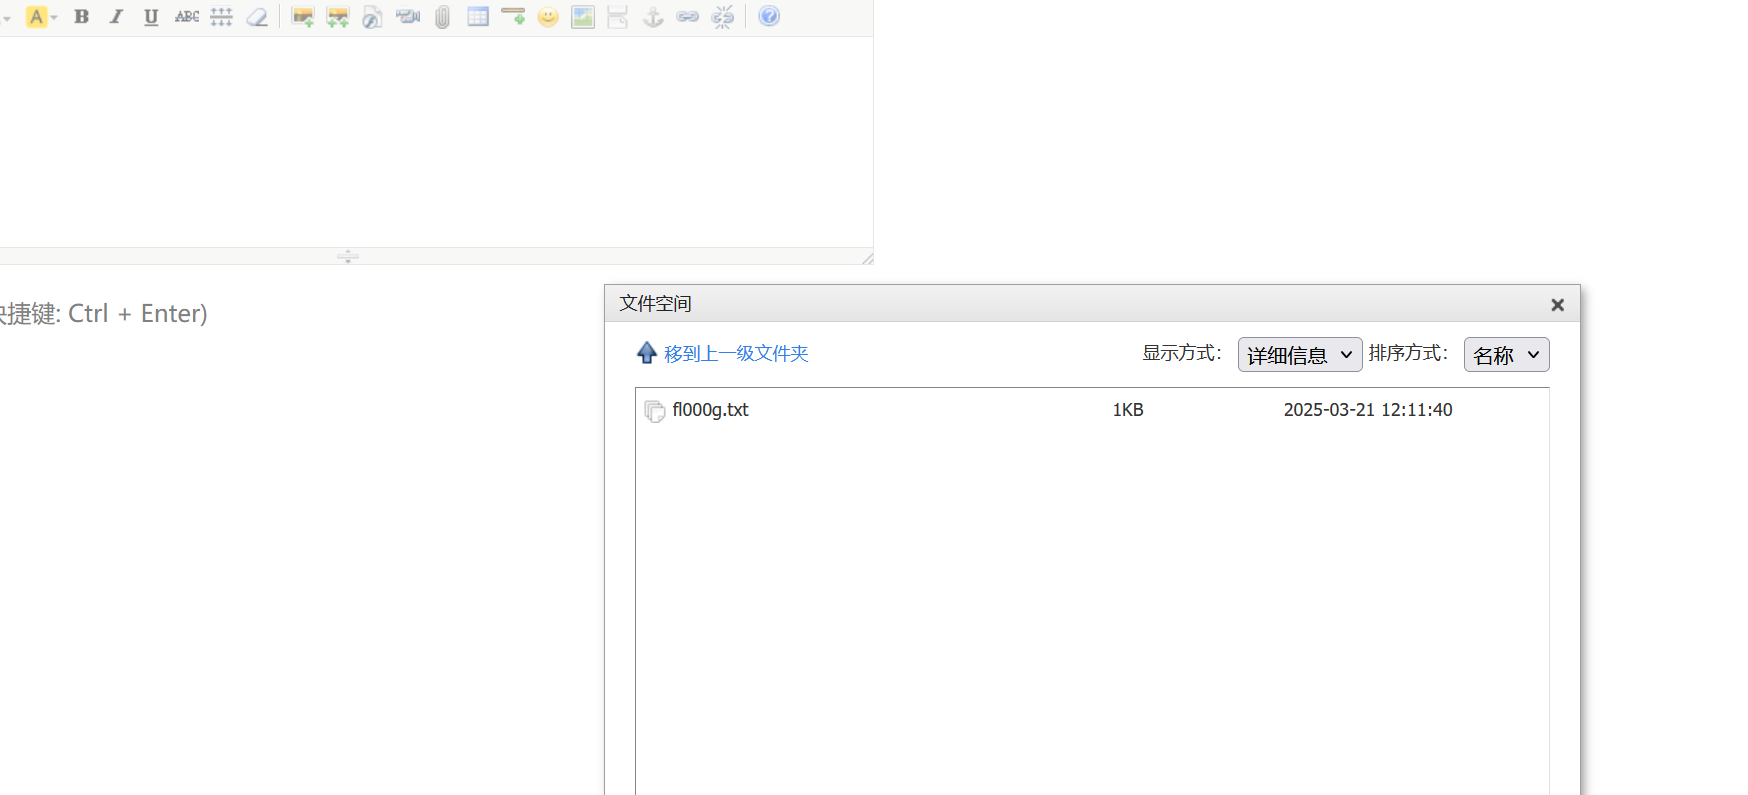 A B I U ABC
捷键: Ctrl + Enter)
文件空间
移到上一级文件夹 显示方式： 详细信息 排序方式： 名称
fl000g.txt 1KB 2025-03-21 12:11:40